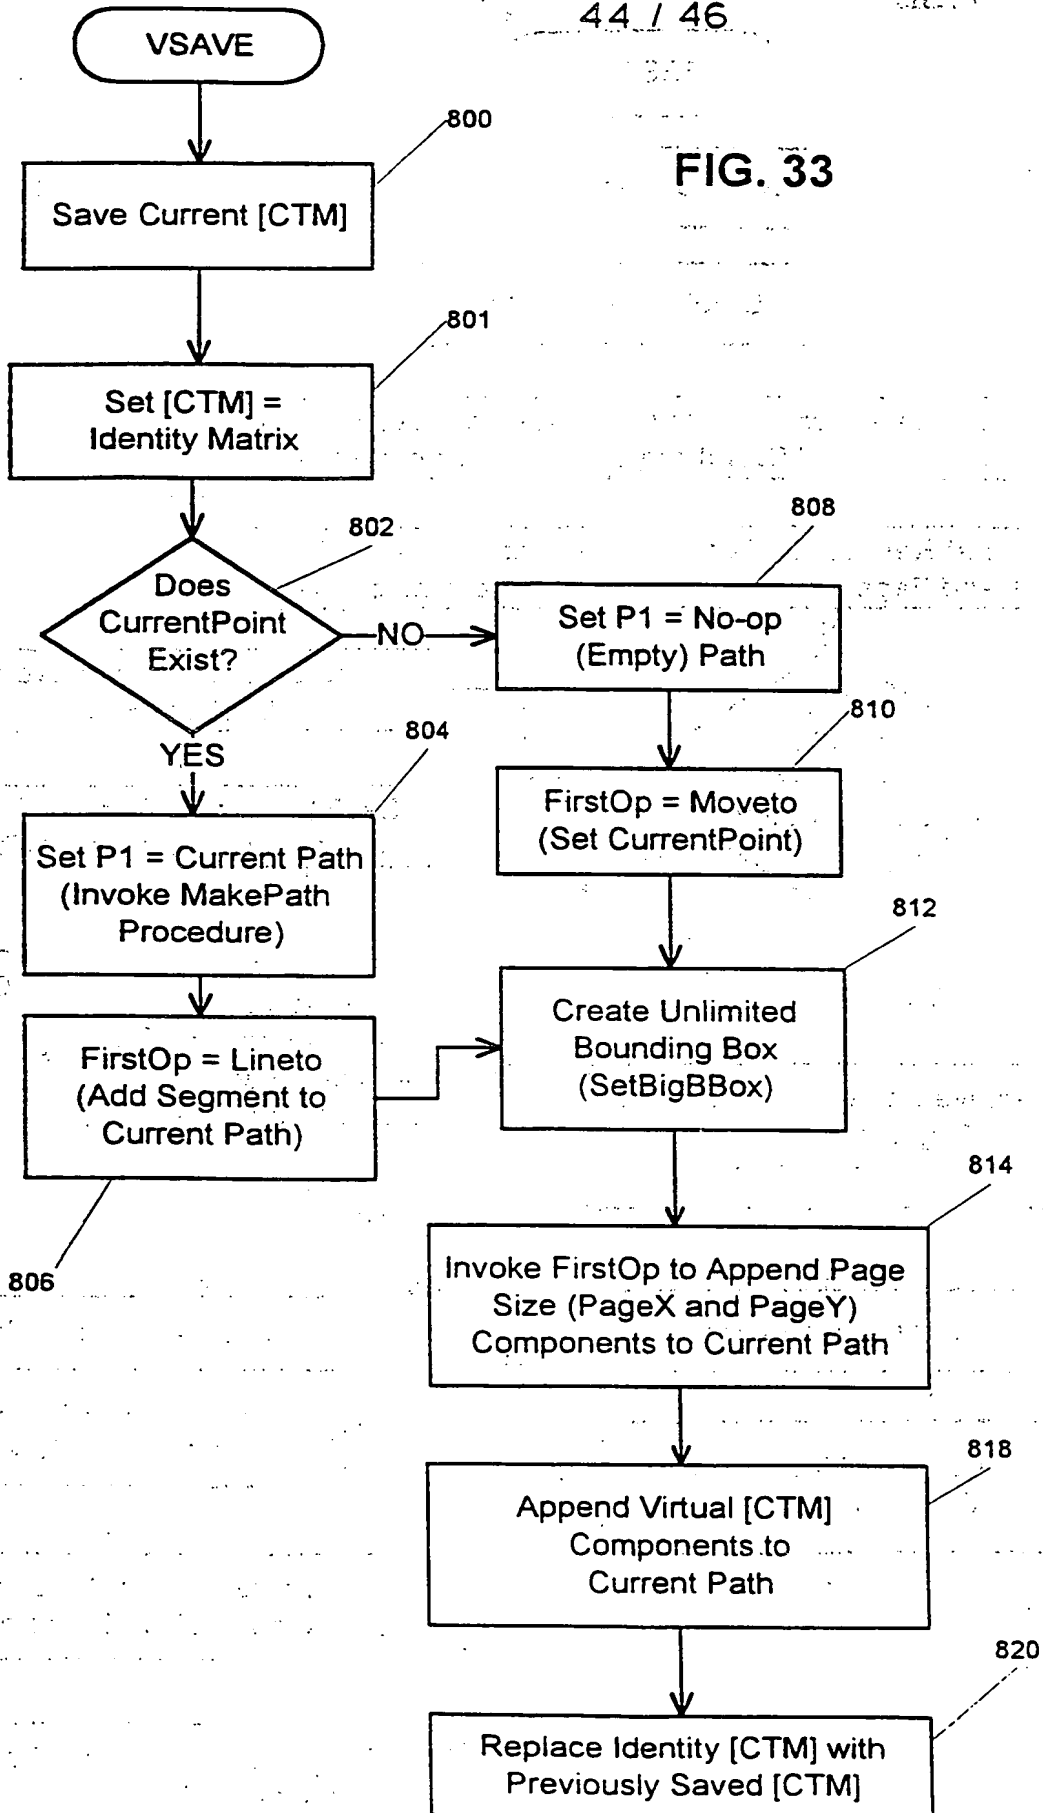 44 / 46
VSAVE
FIG. 33
800
Save Current [CTM]
801
Set [CTM] =
Identity Matrix
802
Does
CurrentPoint
Exist?
NO
YES
808
Set P1 = No-op
(Empty) Path
810
FirstOp = Moveto
(Set CurrentPoint)
804
Set P1 = Current Path
(Invoke MakePath
Procedure)
806
FirstOp = Lineto
(Add Segment to
Current Path)
812
Create Unlimited
Bounding Box
(SetBigBBox)
814
Invoke FirstOp to Append Page
Size (PageX and PageY)
Components to Current Path
818
Append Virtual [CTM]
Components to
Current Path
820
Replace Identity [CTM] with
Previously Saved [CTM]